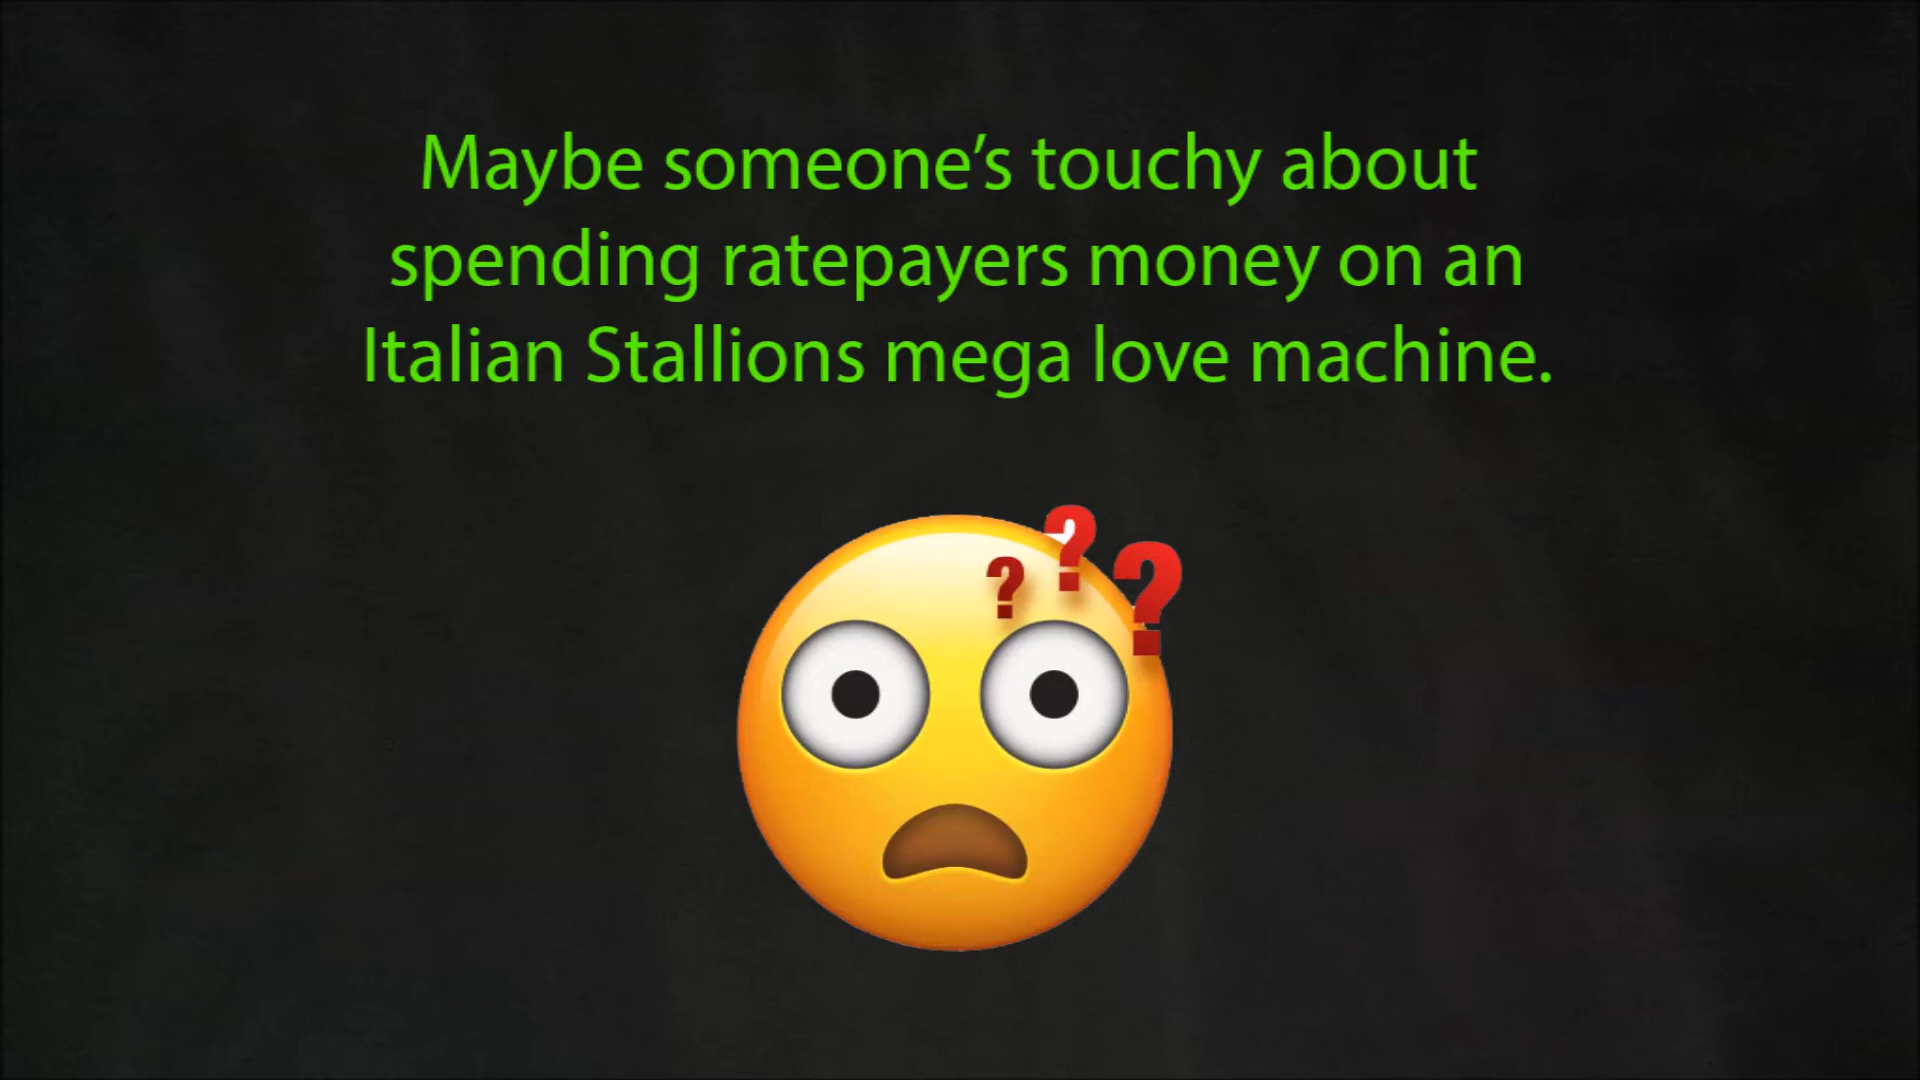 Maybe someone’s touchy about
spending ratepayers money on an
Italian Stallions mega love machine.
? ? ?